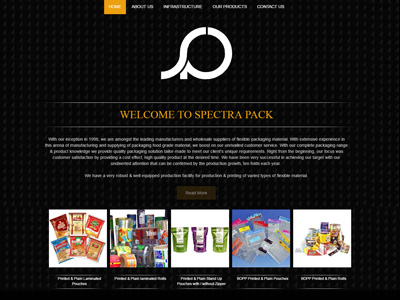 HOME ABOUT US INFRASTRUCTURE OUR PRODUCTS CONTACT US
WELCOME TO SPECTRA PACK
With our inception in 1998, we are amongst the leading manufacturers and wholesale suppliers of flexible packaging material. With extensive experience in
this arena of manufacturing and supplying of packaging food grade material, we boost on our unrivalled customer service. With our complete packaging range
& product knowledge we provide quality packaging solution tailor made to meet our client's unique requirements. Right from the beginning, our focus was
customer satisfaction by providing a cost effect, high quality product at the desired time. We have been very successful in achieving our target with our
undivented attention that can be confirmed by the growth production, ten folds each year.
We have a very robust & well equipped production facility for production & printing of varied types of flexible material.
Read More
Printed & Plain Laminated
Pouches
Printed & Plain laminated Rolls
Printed & Plain Stand Up
Pouches with / without Zipper
BOPP Printed & Plain Pouches
BOPP Printed & Plain Rolls